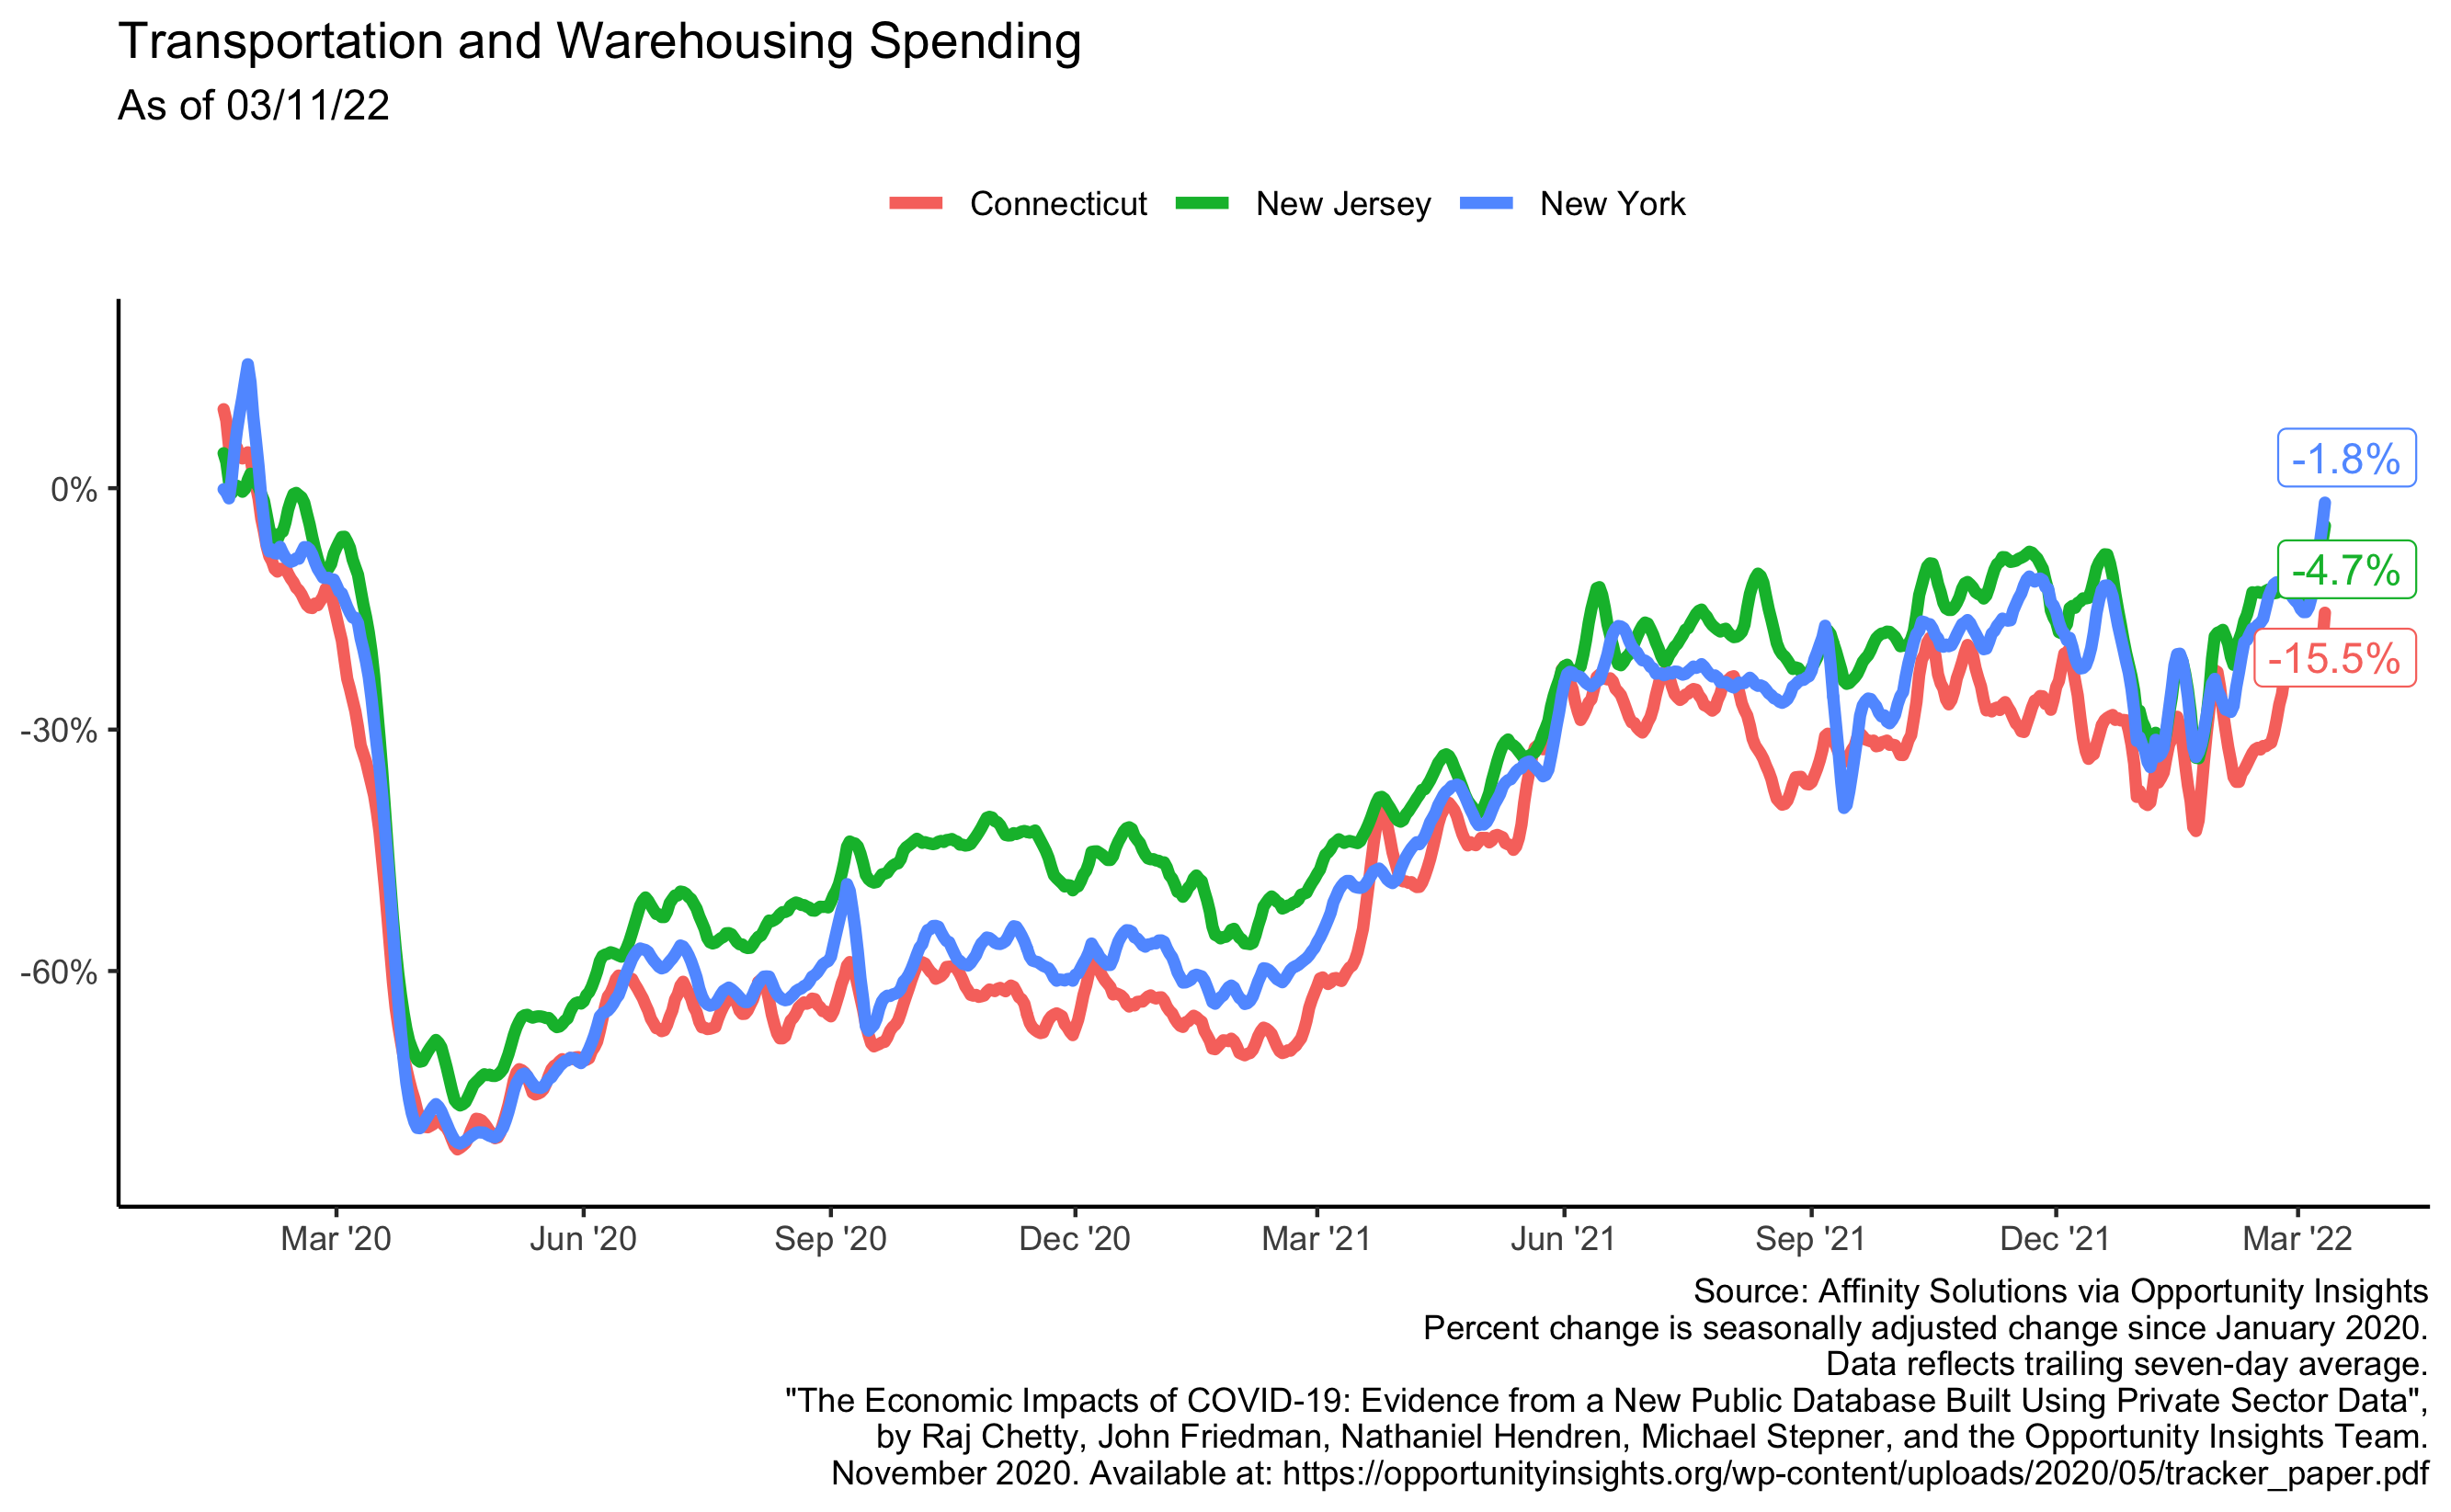 Transportation and Warehousing Spending
As of 03/11/22
Connecticut New Jersey New York
0%
-30%
-60%
-1.8%
-4.7%
-15.5%
Mar '20 Jun '20 Sep '20 Dec '20 Mar '21 Jun '21 Sep '21 Dec '21 Mar '22
Source: Affinity Solutions via Opportunity Insights
Percent change is seasonally adjusted change since January 2020.
Data reflects trailing seven-day average.
"The Economic Impacts of COVID-19: Evidence from a New Public Database Built Using Private Sector Data",
by Raj Chetty, John Friedman, Nathaniel Hendren, Michael Stepner, and the Opportunity Insights Team.
November 2020. Available at: https://opportunityinsights.org/wp-content/uploads/2020/05/tracker_paper.pdf